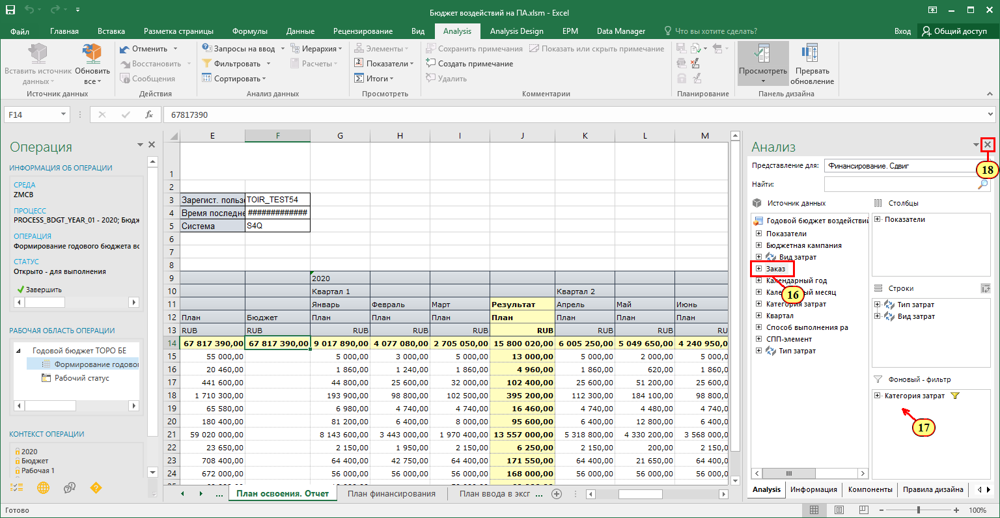 Бюджет воздействий на ПА.xlsm - Excel
Файл Главная Вставка Разметка страницы Формулы Данные Рецензирование Вид Analysis Analysis Design EPM Data Manager Что вы хотите сделать? Вход Общий доступ
Вставить источник данных
Обновить все
Источник данных
Отменить
Восстановить
Сообщения
Действия
Запросы на ввод
Фильтровать
Сортировать
Иерархия
Расчеты
Анализ данных
Элементы
Показатели
Итоги
Просмотреть
Сохранить примечания
Показать или скрыть примечание
Создать примечание
Удалить
Комментарии
Планирование
Просмотреть
Прервать обновление
Панель дизайна
F14 fx 67817390
Операция
ИНФОРМАЦИЯ ОБ ОПЕРАЦИИ
СРЕДА
ZMCB
ПРОЦЕСС
PROCESS_BDGT_YEAR_01 - 2020; Бюдж
ОПЕРАЦИЯ
Формирование годового бюджета вс
СТАТУС
Открыто - для выполнения
Завершить
РАБОЧАЯ ОБЛАСТЬ ОПЕРАЦИИ
Годовой бюджет ТОРО БЕ
Формирование годово
Рабочий статус
КОНТЕКСТ ОПЕРАЦИИ
2020
Бюджет
Рабочая 1
E F G H I J K L M
1
2
3 Зарегист. польз TOIR_TEST54
4 Время последне #############
5 Система S4Q
6
7
8
9 2020
10 Квартал 1 Квартал 2
11 Январь Февраль Март Результат Апрель Май Июнь
12 План Бюджет План План План План План План План
13 RUB RUB RUB RUB RUB RUB RUB RUB
14 67 817 390,00 67 817 390,00 9 017 890,00 4 077 080,00 2 705 050,00 15 800 020,00 6 005 250,00 5 049 650,00 4 240 950,0
15 55 000,00 5 000,00 3 000,00 5 000,00 13 000,00 5 000,00 2 000,00 5 000,0
16 20 460,00 1 860,00 1 240,00 1 860,00 4 960,00 1 860,00 620,00 1 860,0
17 441 600,00 44 800,00 25 600,00 32 000,00 102 400,00 25 600,00 51 200,00 25 600,0
18 1 710 300,00 193 900,00 98 800,00 102 500,00 395 200,00 112 300,00 184 100,00 98 800,0
19 65 580,00 6 980,00 4 740,00 4 740,00 16 460,00 4 740,00 4 480,00 4 740,0
20 180 400,00 81 200,00 6 400,00 8 000,00 95 600,00 6 400,00 12 800,00 6 400,0
21 59 020 000,00 8 143 600,00 3 443 000,00 1 970 400,00 13 557 000,00 5 318 800,00 4 330 200,00 3 568 000,0
22 23 650,00 2 150,00 1 950,00 2 150,00 6 250,00 2 150,00 200,00 2 150,0
23 708 400,00 64 400,00 42 750,00 64 400,00 171 550,00 64 400,00 21 650,00 64 400,0
24 672 000,00 56 000,00 56 000,00 56 000,00 168 000,00 56 000,00 56 000,00 56 000,0
... План освоения. Отчет План финансирования План ввода в эксг ...
Анализ
18
Представление для: Финансирование. Сдвиг
Найти:
Источник данных
Годовой бюджет воздействий
Показатели
Бюджетная кампания
Вид затрат
Заказ
Календарный год
16
Категория затрат
Квартал
Способ выполнения ра
СПП-элемент
Тип затрат
Столбцы
Показатели
Строки
Тип затрат
Вид затрат
Фоновый - фильтр
Категория затрат
17
Analysis Информация Компоненты Правила дизайна
Готово 100%